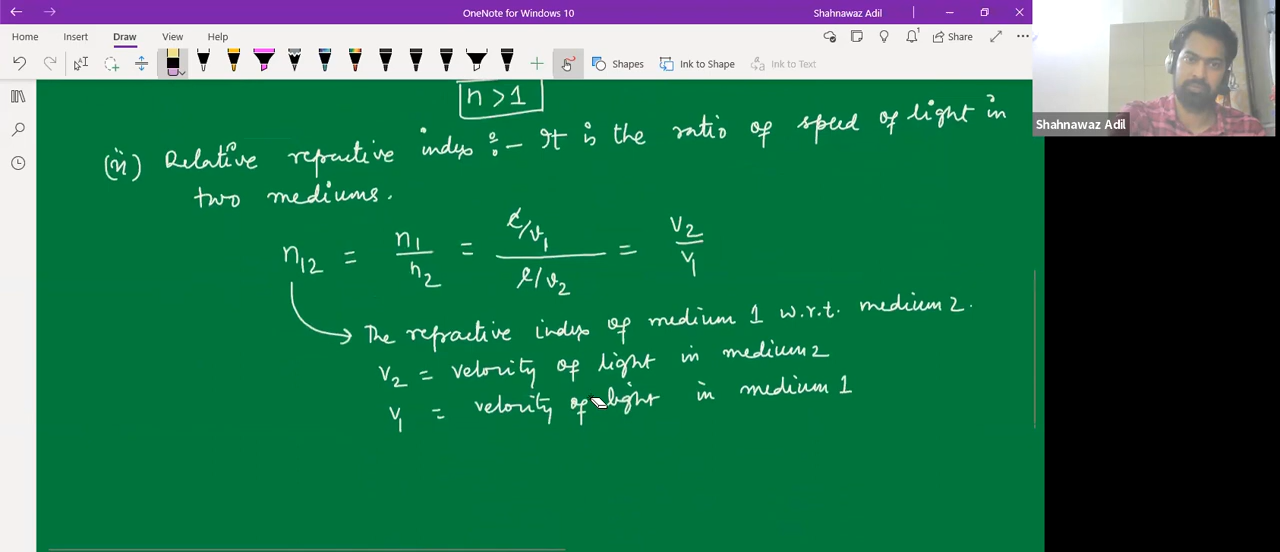 OneNote for Windows 10
Shahnawaz Adil
Home Insert Draw View Help
Share
Shapes
Ink to Shape
Ink to Text
n > 1
(ii) Relative refractive index :- It is the ratio of speed of light in
two mediums.
n12 = n1/n2 = (c/v1)/(c/v2) = v2/v1
The refractive index of medium 1 w.r.t. medium 2.
v2 = velocity of light in medium 2
v1 = velocity of light in medium 1
Shahnawaz Adil